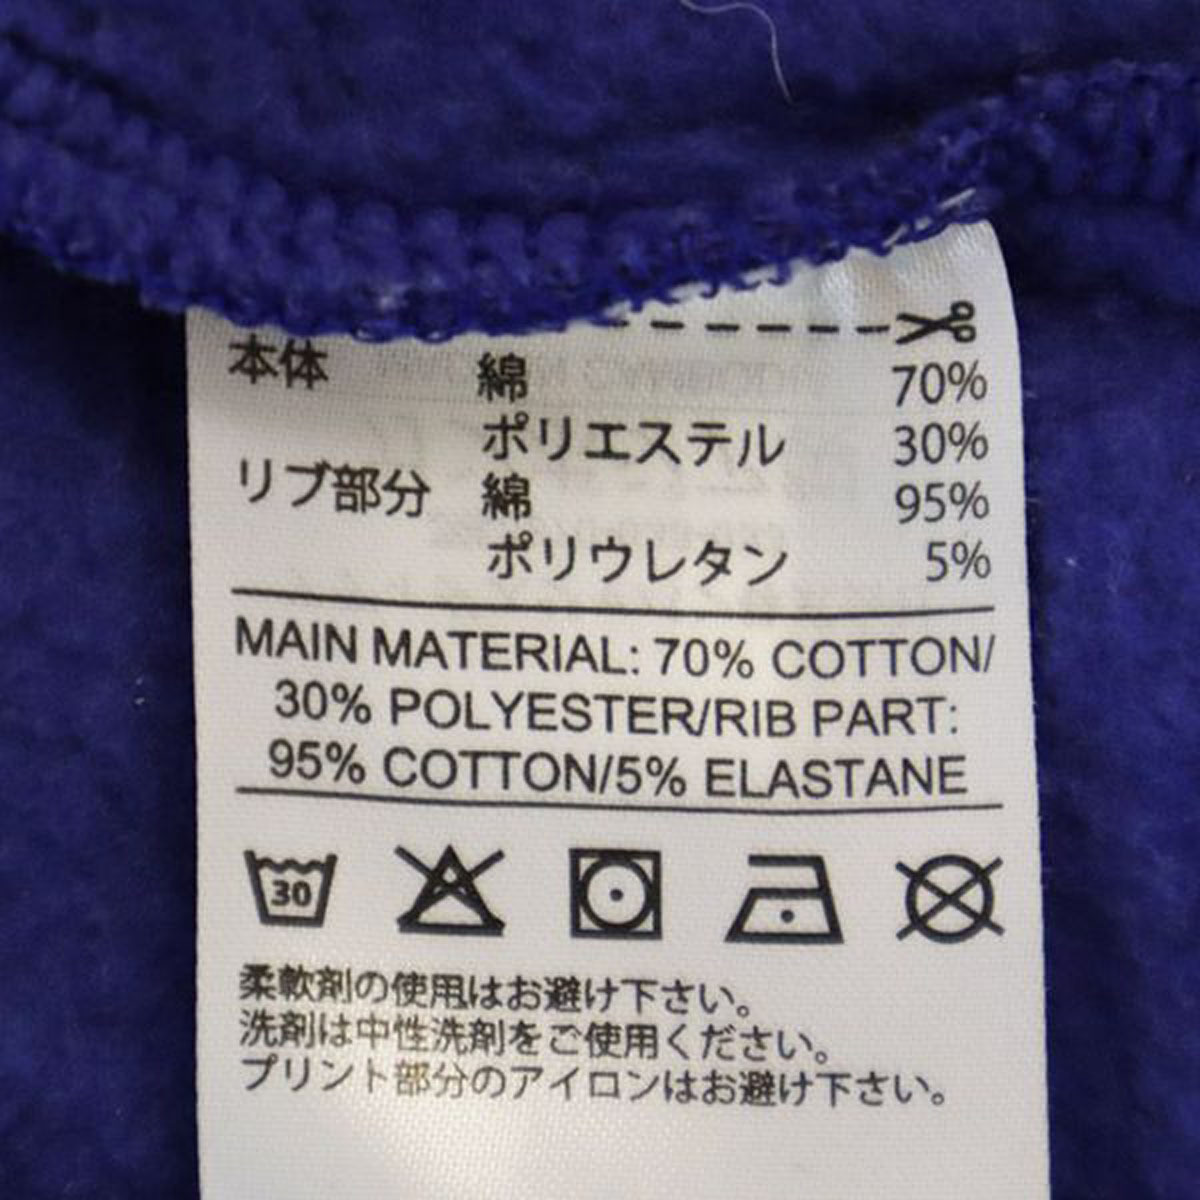 本体 綿 70%
ポリエステル 30%
リブ部分 綿 95%
ポリウレタン 5%
MAIN MATERIAL: 70% COTTON/
30% POLYESTER/RIB PART:
95% COTTON/5% ELASTANE
30
柔軟剤の使用はお避け下さい。
洗剤は中性洗剤をご使用ください。
プリント部分のアイロンはお避け下さい。